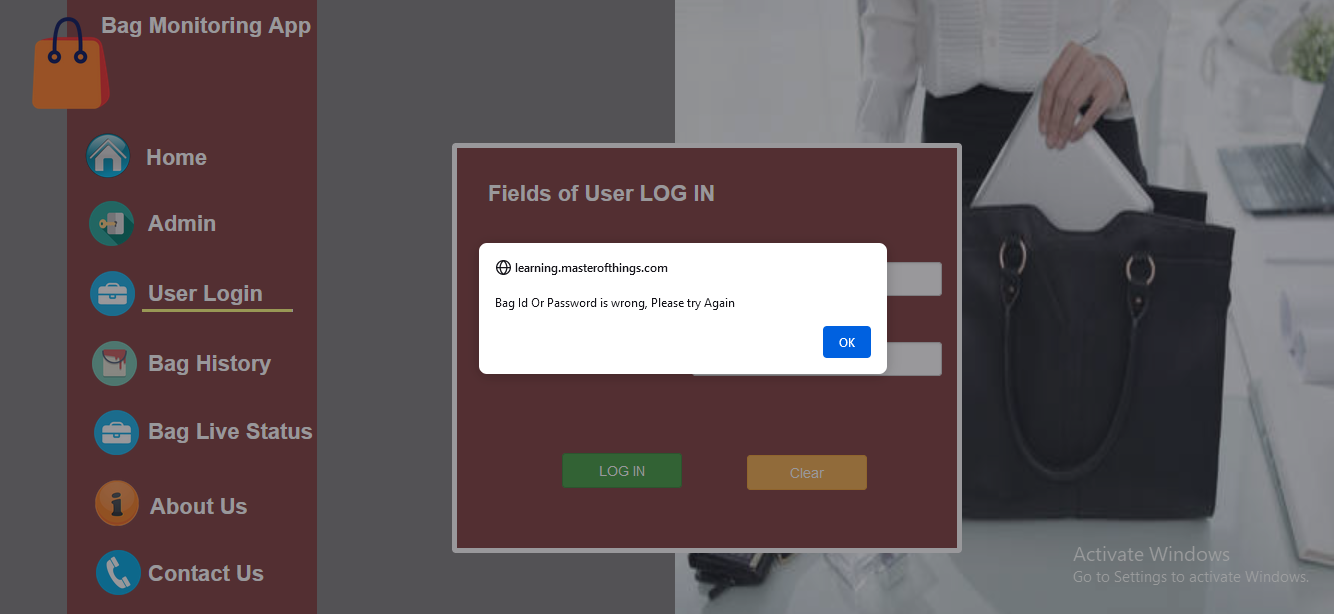 Bag Monitoring App
Home
Admin
User Login
Bag History
Bag Live Status
About Us
Contact Us
Fields of User LOG IN
learning.masterofthings.com
Bag Id Or Password is wrong, Please try Again
OK
LOG IN
Clear
Activate Windows
Go to Settings to activate Windows.